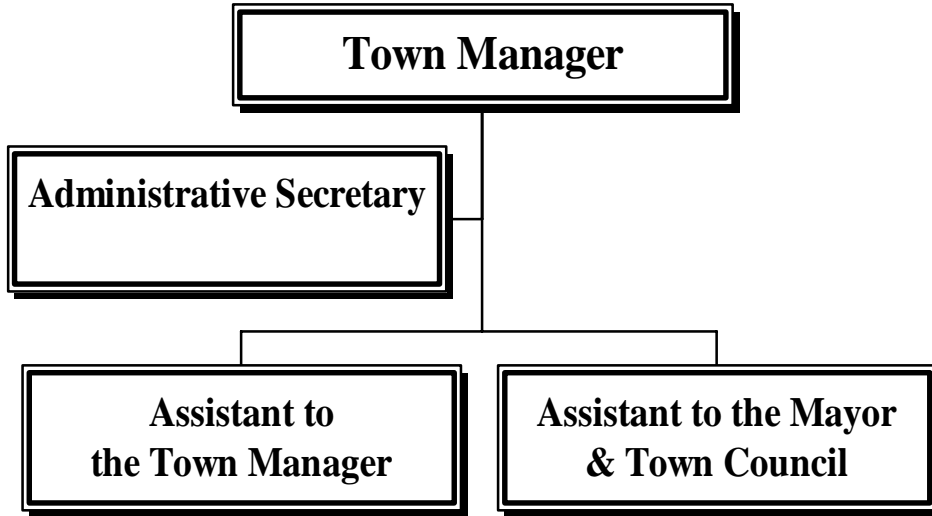 Town Manager
Administrative Secretary
Assistant to
the Town Manager
Assistant to the Mayor
& Town Council